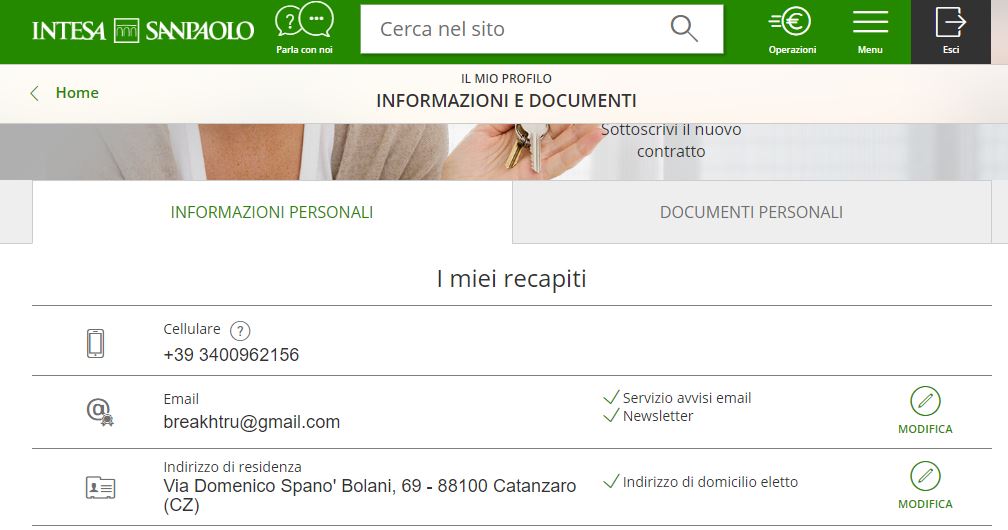 INTESA SANPAOLO
?
Parla con noi
Cerca nel sito
€
Operazioni
Menu
Esci
Home
IL MIO PROFILO
INFORMAZIONI E DOCUMENTI
Sottoscrivi il nuovo
contratto
INFORMAZIONI PERSONALI
DOCUMENTI PERSONALI
I miei recapiti
Cellulare ?
+39 3400962156
Email
breakhtru@gmail.com
Servizio avvisi email
Newsletter
MODIFICA
Indirizzo di residenza
Via Domenico Spano' Bolani, 69 - 88100 Catanzaro
(CZ)
Indirizzo di domicilio eletto
MODIFICA